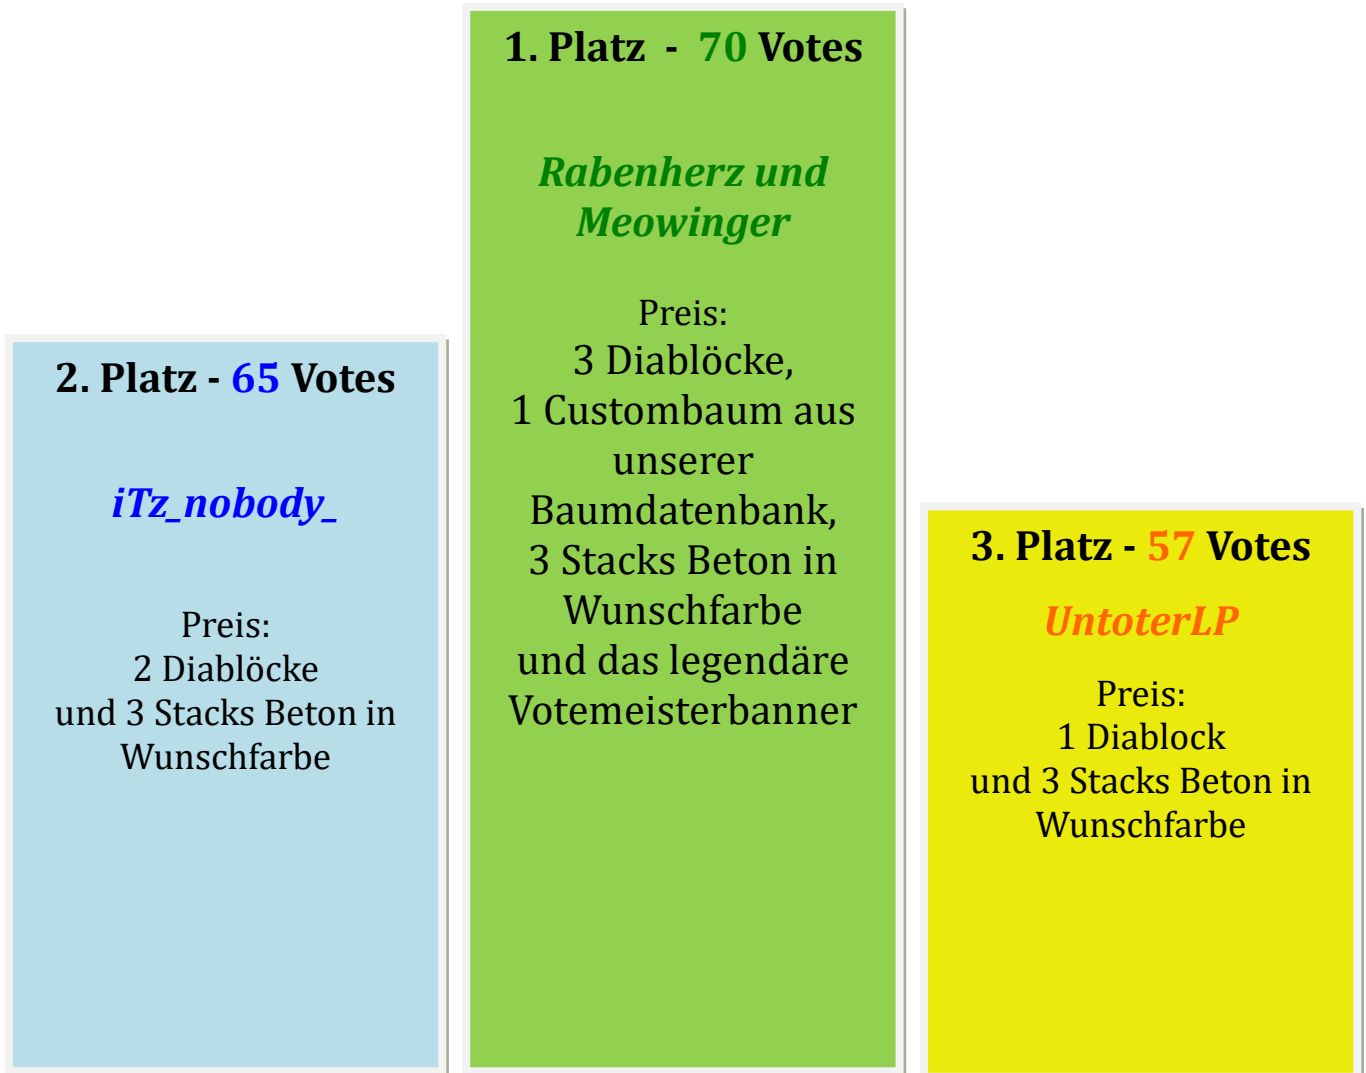 1. Platz - 70 Votes
Rabenherz und
Meowinger
Preis:
3 Diablöcke,
1 Custombaum aus
unserer
Baumdatenbank,
3 Stacks Beton in
Wunschfarbe
und das legendäre
Votemeisterbanner
2. Platz - 65 Votes
iTz_nobody_
Preis:
2 Diablöcke
und 3 Stacks Beton in
Wunschfarbe
3. Platz - 57 Votes
UntoterLP
Preis:
1 Diablock
und 3 Stacks Beton in
Wunschfarbe